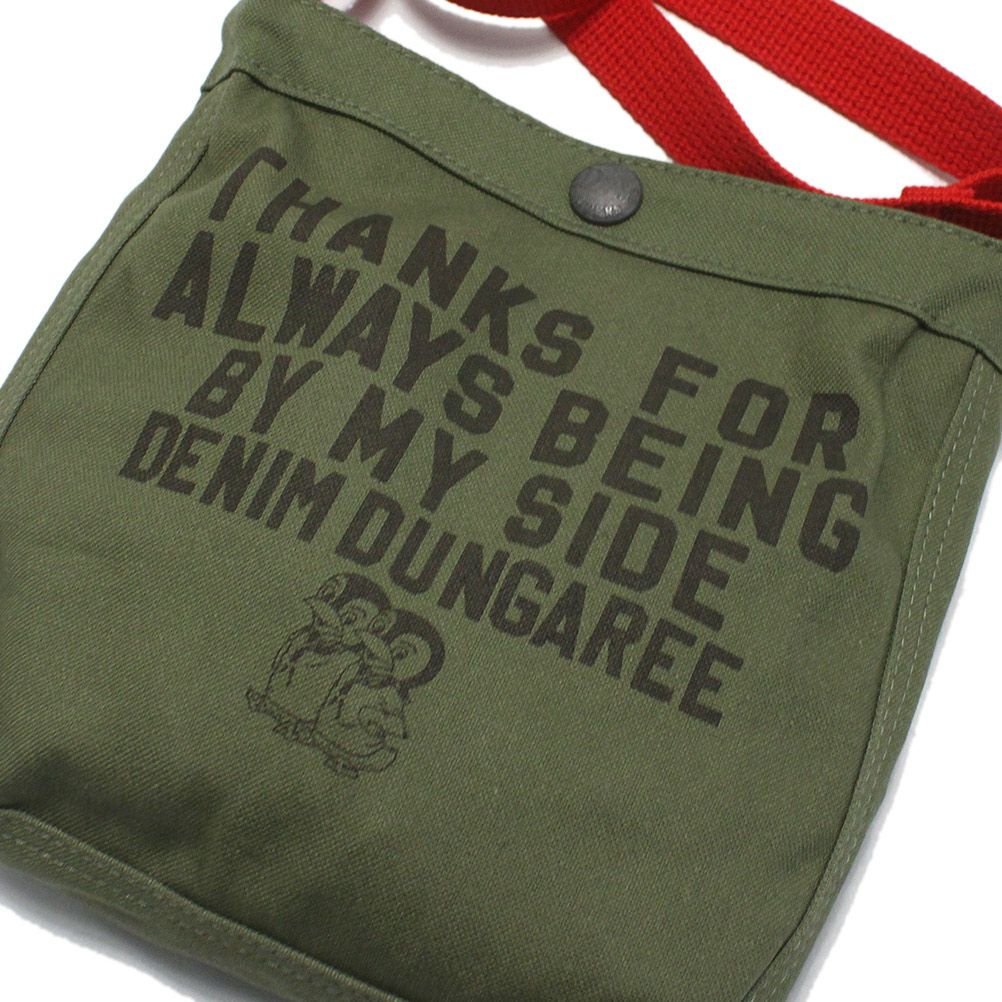 THANKS FOR
ALWAYS BEING
BY MY SIDE
DENIM DUNGAREE